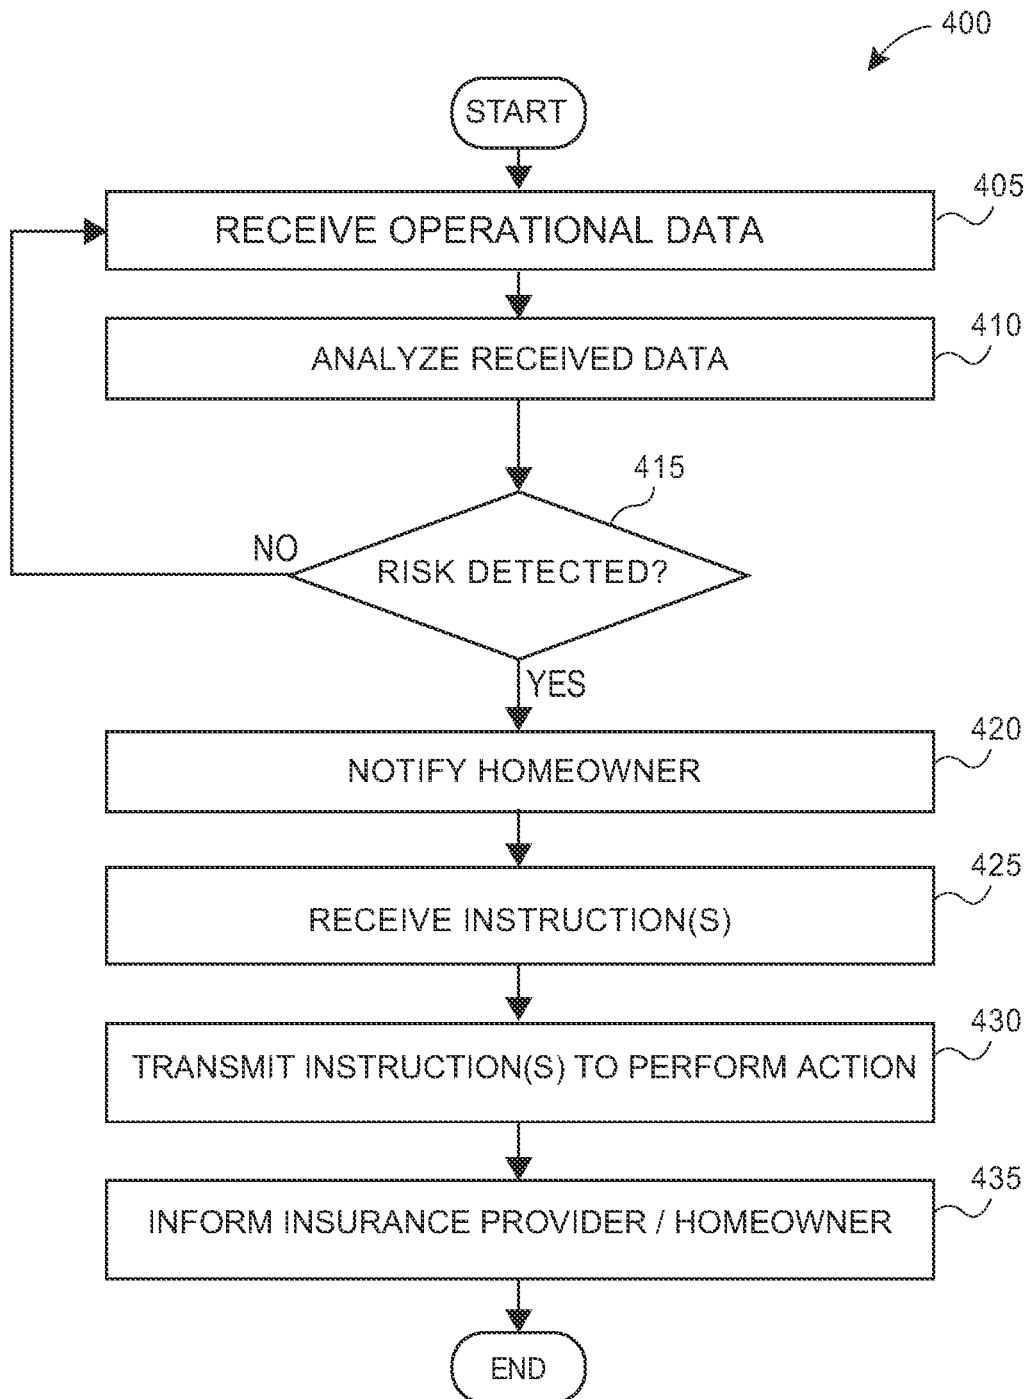 400
START
405
RECEIVE OPERATIONAL DATA
410
ANALYZE RECEIVED DATA
415
NO
RISK DETECTED?
YES
420
NOTIFY HOMEOWNER
425
RECEIVE INSTRUCTION(S)
430
TRANSMIT INSTRUCTION(S) TO PERFORM ACTION
435
INFORM INSURANCE PROVIDER / HOMEOWNER
END